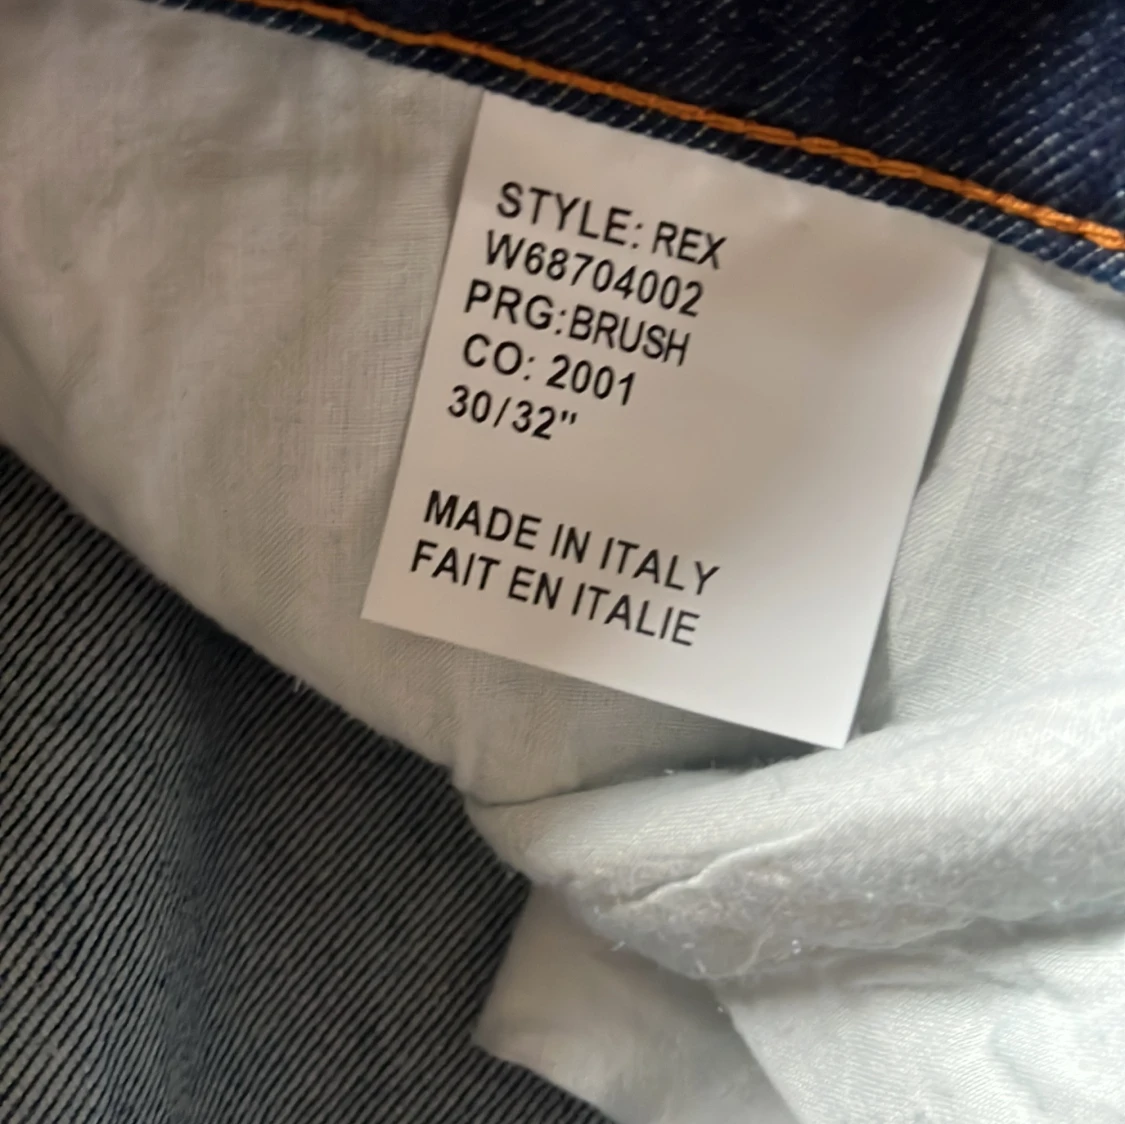 STYLE: REX
W68704002
PRG:BRUSH
CO: 2001
30/32"
MADE IN ITALY
FAIT EN ITALIE